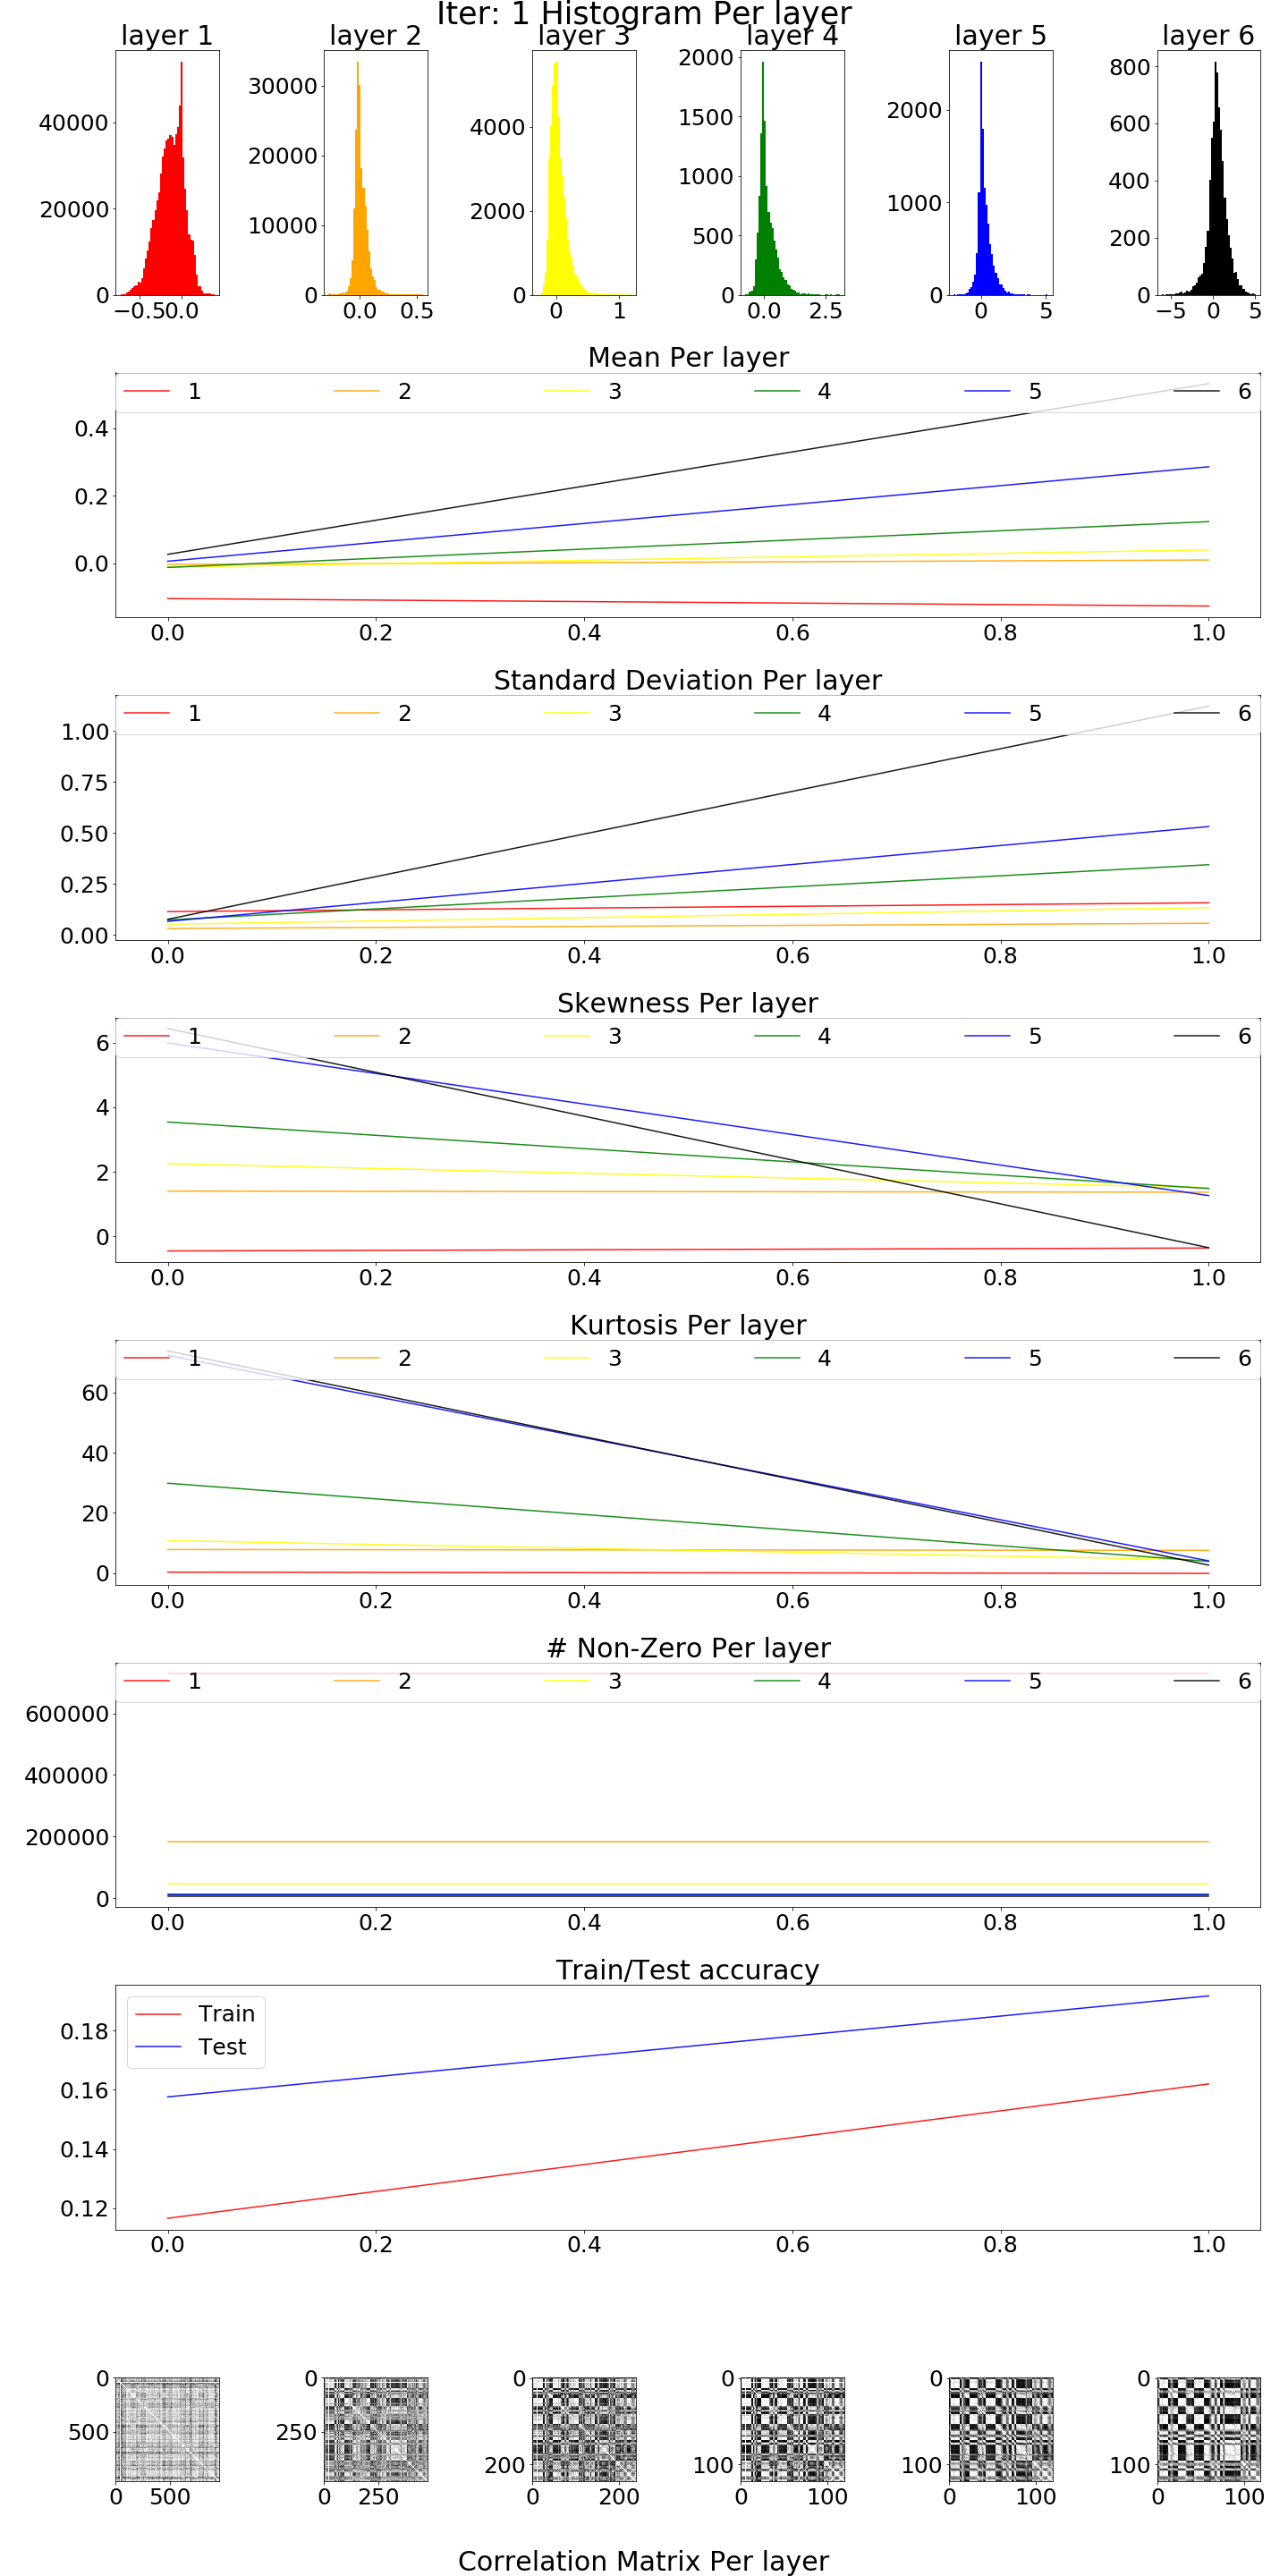 Iter: 1 Histogram Per layer
layer 1 layer 2 layer 3 layer 4 layer 5 layer 6
40000 20000 0 −0.5 0.0
30000 20000 10000 0 0.0 0.5
4000 2000 0 0 1
2000 1500 1000 500 0 0.0 2.5
2000 1000 0 0 5
800 600 400 200 0 −5 0 5
Mean Per layer
1 2 3 4 5 6
0.4
0.2
0.0
0.0 0.2 0.4 0.6 0.8 1.0
Standard Deviation Per layer
1 2 3 4 5 6
1.00
0.75
0.50
0.25
0.00
0.0 0.2 0.4 0.6 0.8 1.0
Skewness Per layer
1 2 3 4 5 6
6
4
2
0
0.0 0.2 0.4 0.6 0.8 1.0
Kurtosis Per layer
1 2 3 4 5 6
60
40
20
0
0.0 0.2 0.4 0.6 0.8 1.0
# Non-Zero Per layer
1 2 3 4 5 6
600000
400000
200000
0
0.0 0.2 0.4 0.6 0.8 1.0
Train/Test accuracy
Train
Test
0.18
0.16
0.14
0.12
0.0 0.2 0.4 0.6 0.8 1.0
0 500 0 500
0 250 0 250
0 200 0 200
0 100 0 100
0 100 0 100
0 100 0 100
Correlation Matrix Per layer